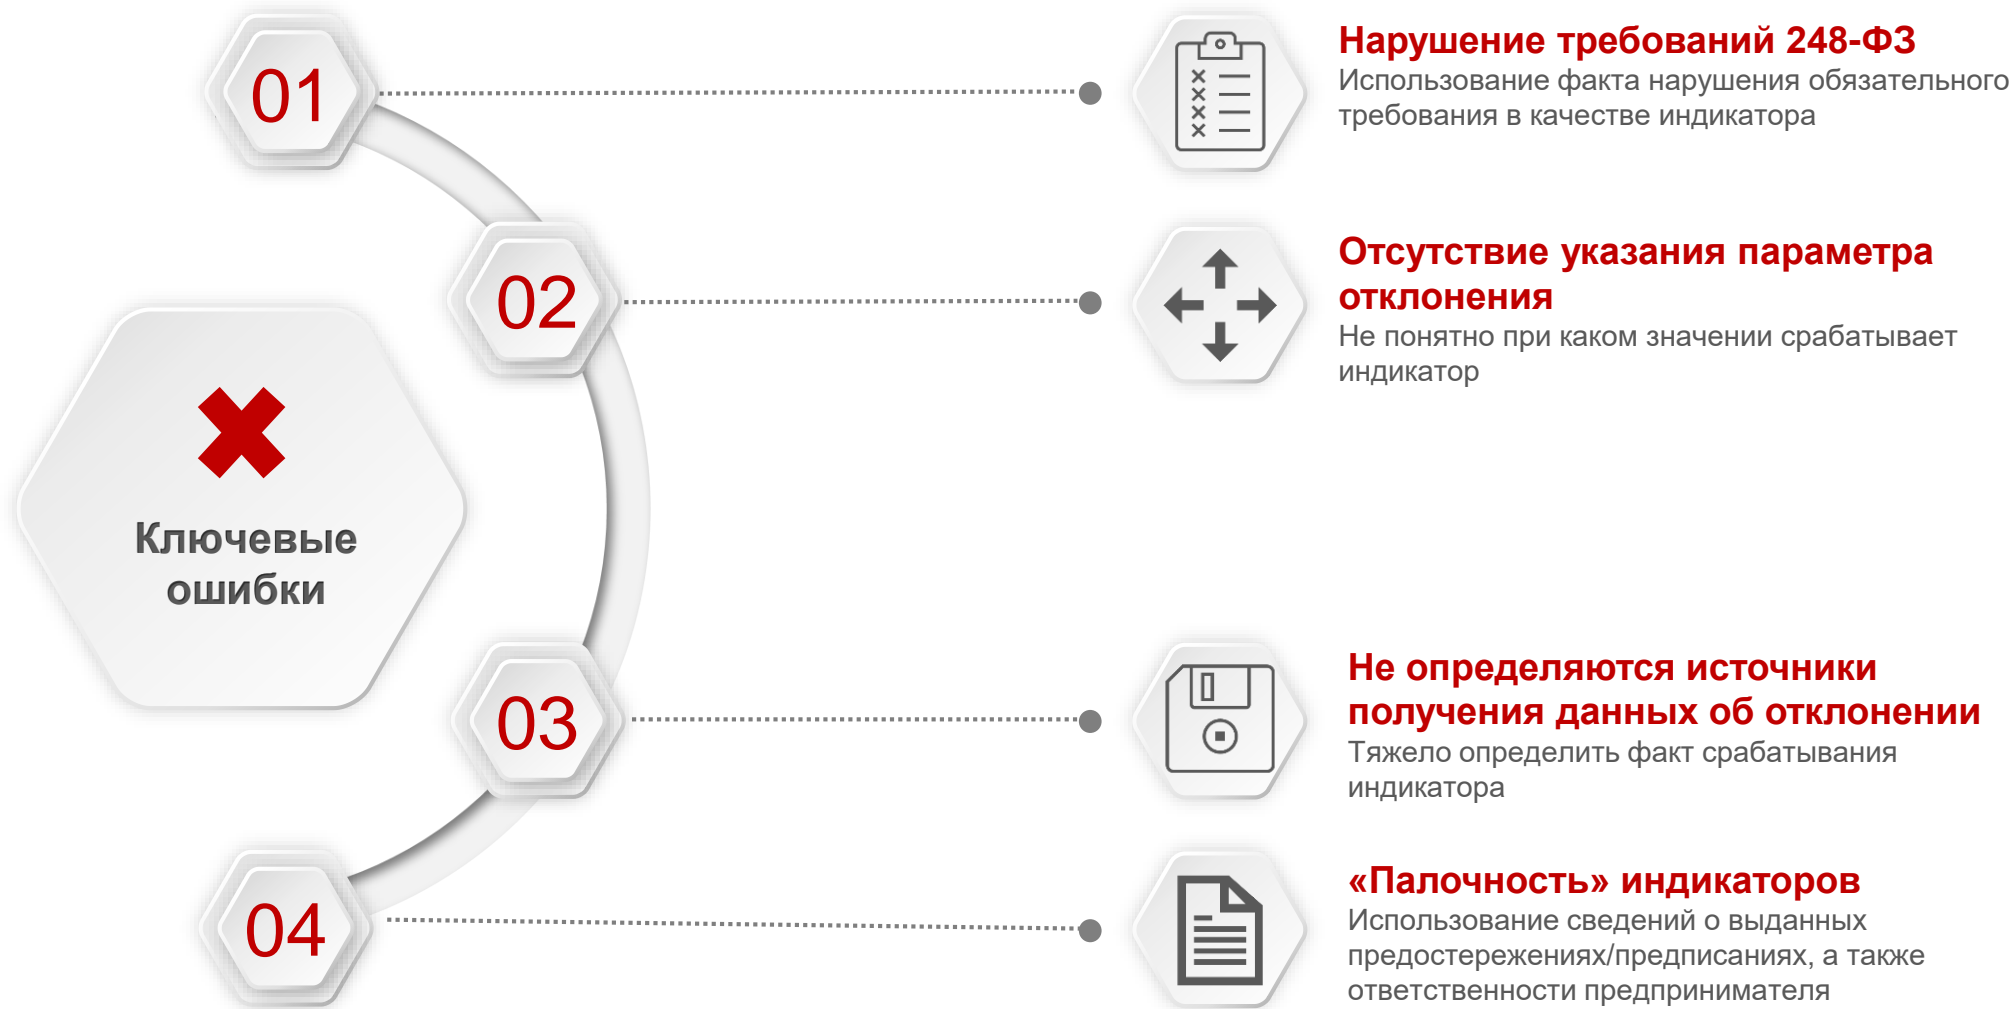 01
Нарушение требований 248-ФЗ
Использование факта нарушения обязательного
требования в качестве индикатора
02
Отсутствие указания параметра
отклонения
Не понятно при каком значении срабатывает
индикатор
Ключевые
ошибки
03
Не определяются источники
получения данных об отклонении
Тяжело определить факт срабатывания
индикатора
04
«Палочность» индикаторов
Использование сведений о выданных
предостережениях/предписаниях, а также
ответственности предпринимателя